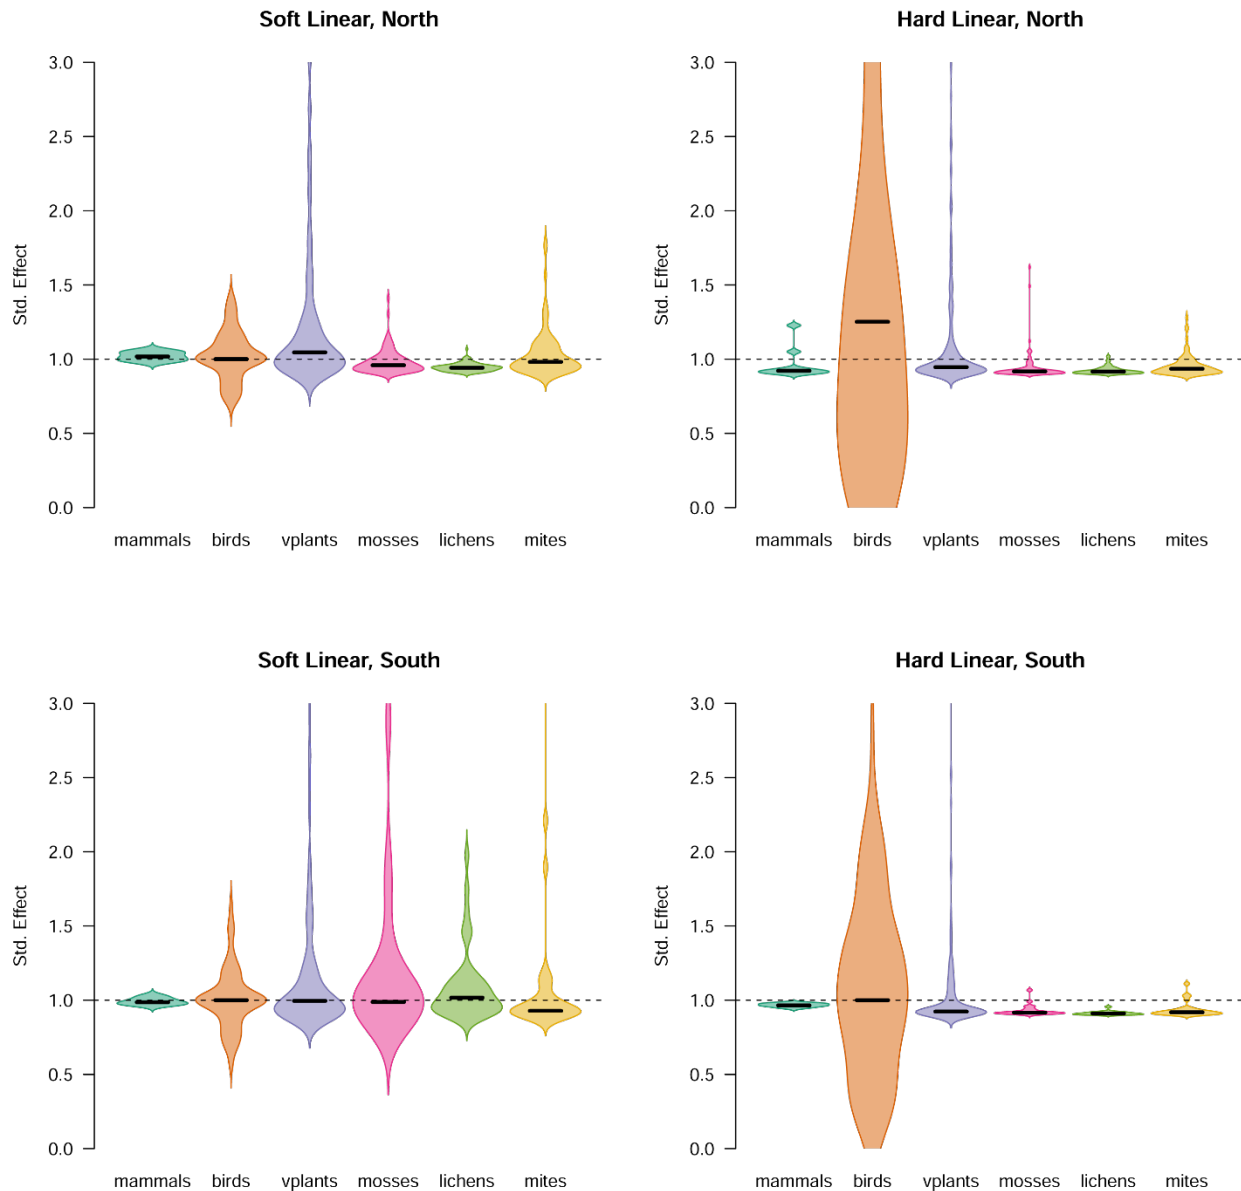 Soft Linear, North
Std. Effect
3.0
2.5
2.0
1.5
1.0
0.5
0.0
mammals birds vplants mosses lichens mites
Hard Linear, North
Std. Effect
3.0
2.5
2.0
1.5
1.0
0.5
0.0
mammals birds vplants mosses lichens mites
Soft Linear, South
Std. Effect
3.0
2.5
2.0
1.5
1.0
0.5
0.0
mammals birds vplants mosses lichens mites
Hard Linear, South
Std. Effect
3.0
2.5
2.0
1.5
1.0
0.5
0.0
mammals birds vplants mosses lichens mites